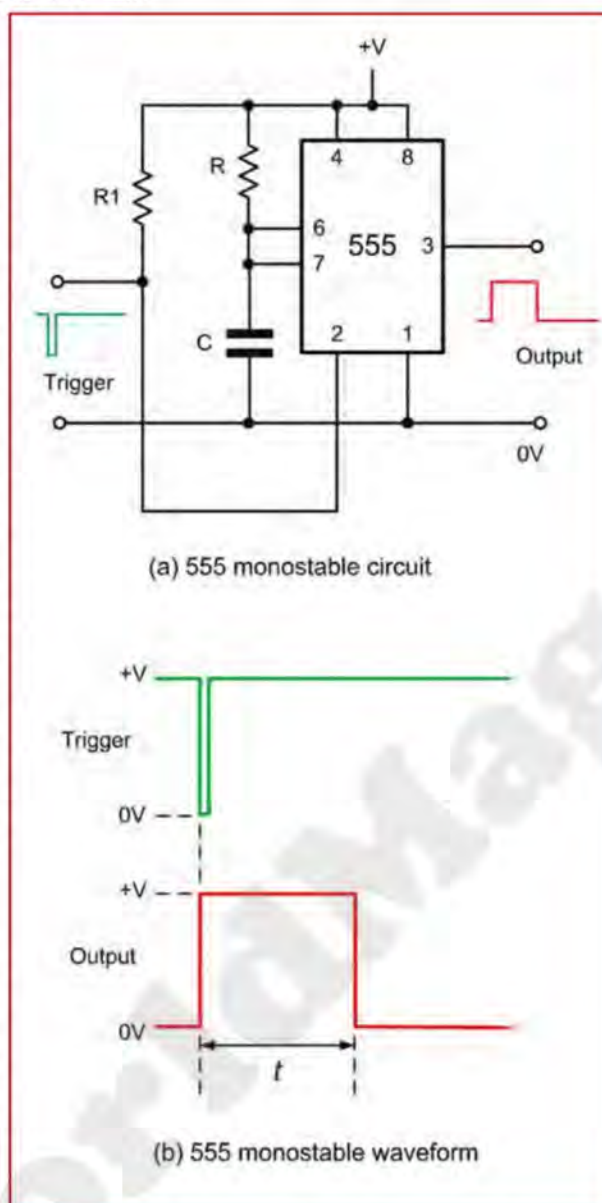 +V
4 8
R
R1
6
555 3
7
2 1
C
Trigger
Output
0V
(a) 555 monostable circuit
+V
Trigger
0V
+V
Output
0V
t
(b) 555 monostable waveform